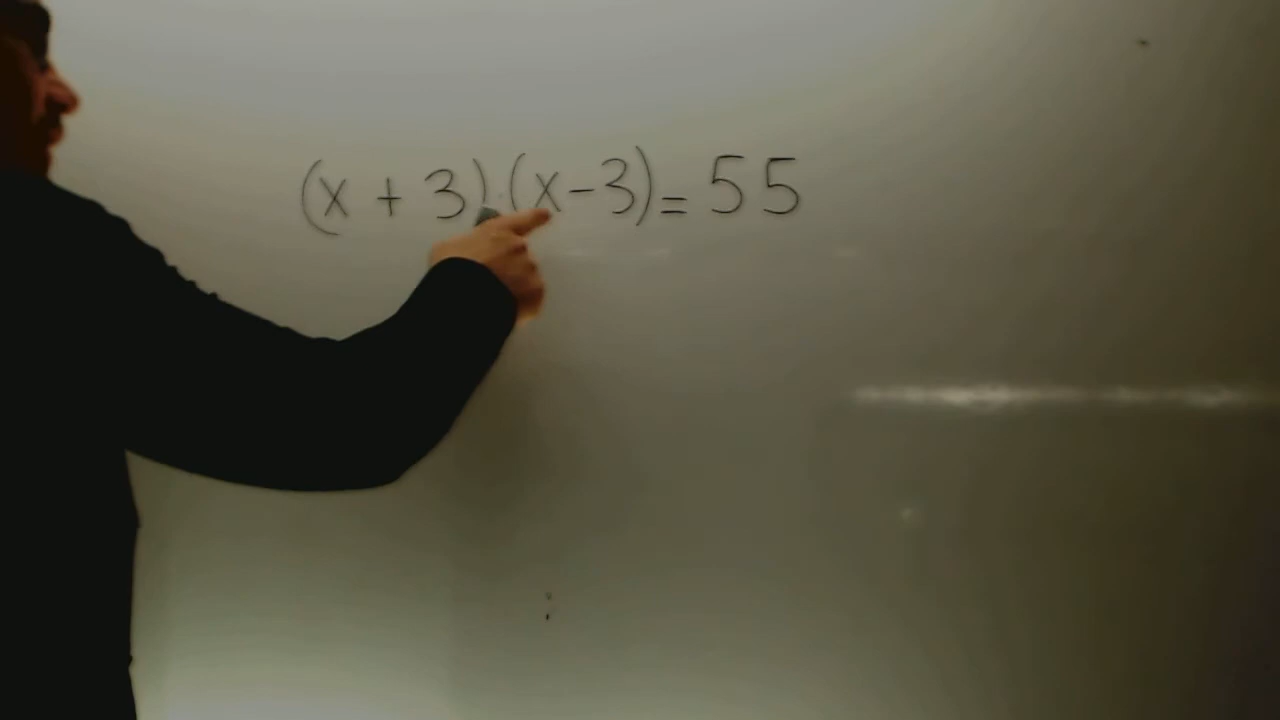 (x + 3) · (x - 3) = 55